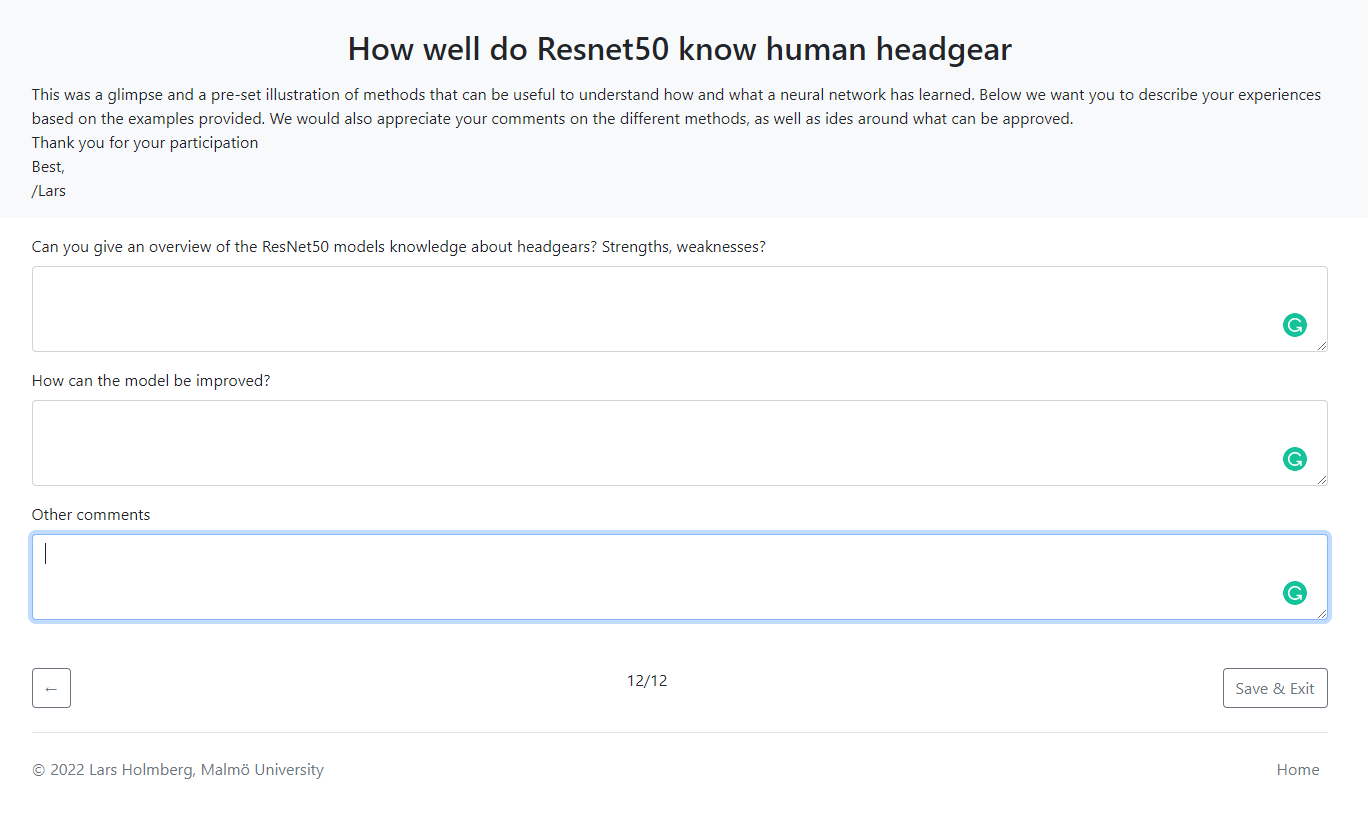 How well do Resnet50 know human headgear
This was a glimpse and a pre-set illustration of methods that can be useful to understand how and what a neural network has learned. Below we want you to describe your experiences
based on the examples provided. We would also appreciate your comments on the different methods, as well as ides around what can be approved.
Thank you for your participation
Best,
/Lars
Can you give an overview of the ResNet50 models knowledge about headgears? Strengths, weaknesses?
How can the model be improved?
Other comments
←
12/12
Save & Exit
© 2022 Lars Holmberg, Malmö University
Home